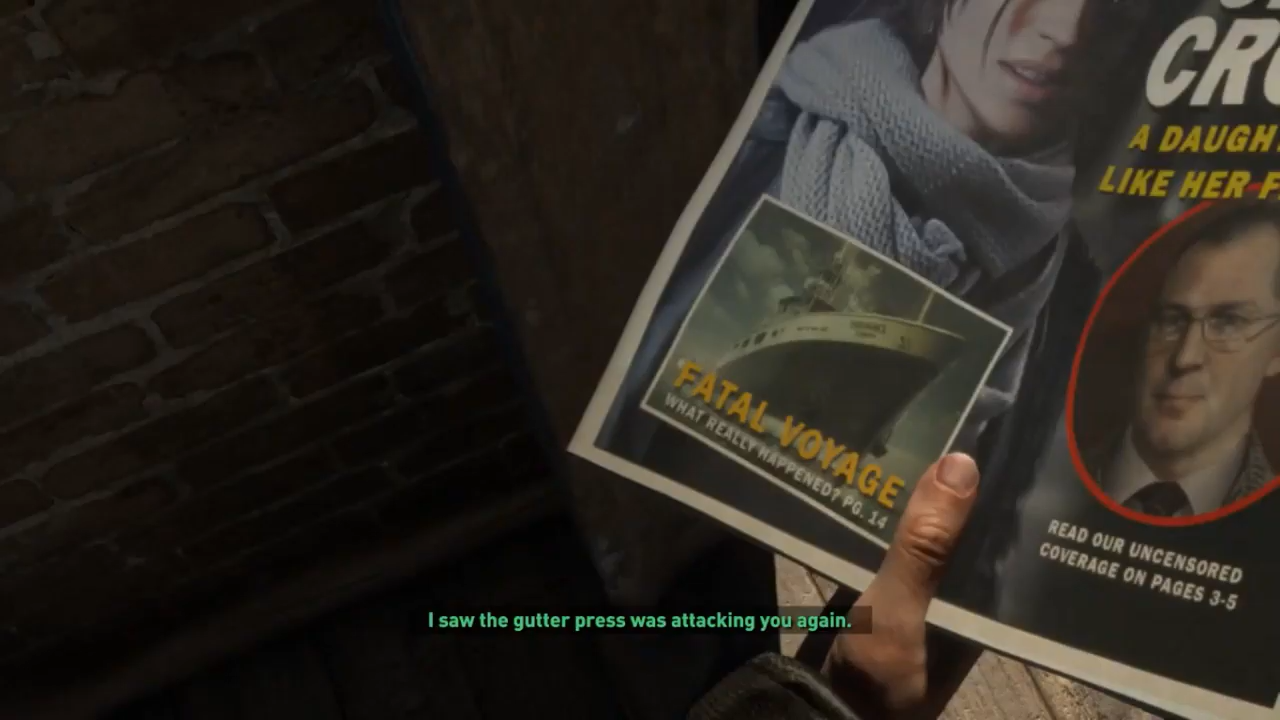 CR
A DAUGH
LIKE HER F
FATAL VOYAGE
WHAT REALLY HAPPENED? PG. 14
READ OUR UNCENSORED
COVERAGE ON PAGES 3-5
I saw the gutter press was attacking you again.